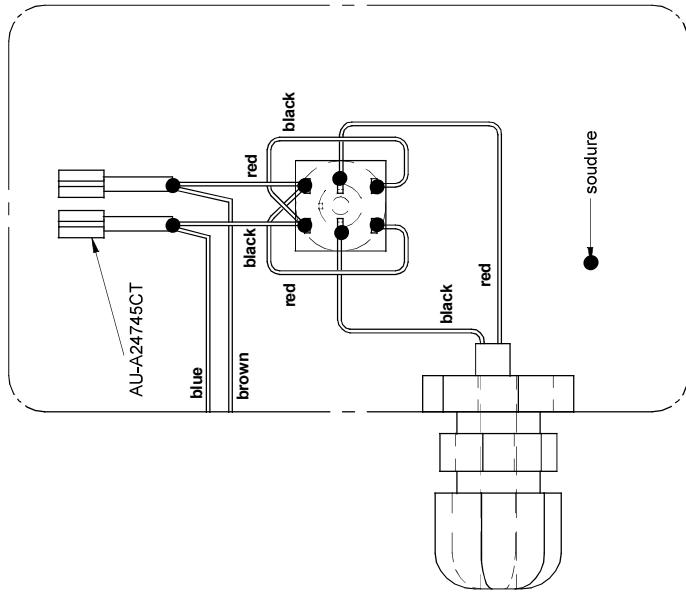 black
red
black
red
black
red
soudure
AU-A24745CT
blue
brown